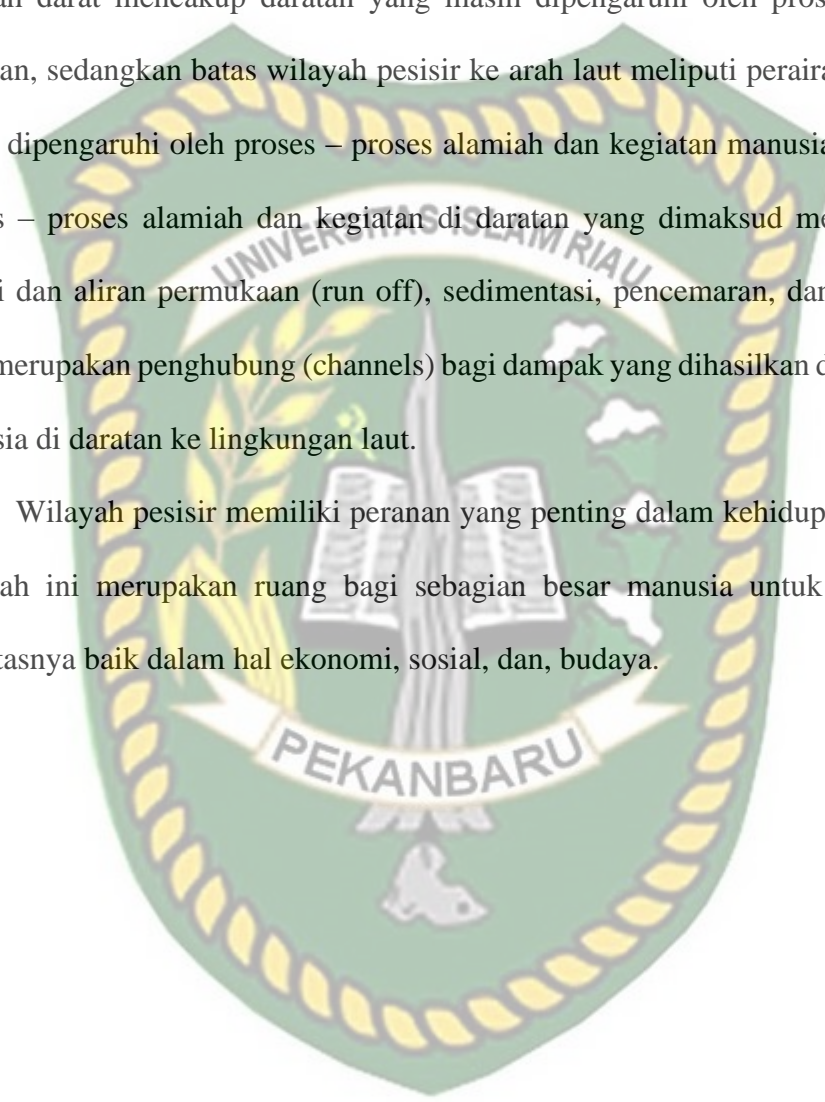 an darat mencakup daratan yang masih dipengaruhi oleh pros
an, sedangkan batas wilayah pesisir ke arah laut meliputi peraira
dipengaruhi oleh proses – proses alamiah dan kegiatan manusia
s – proses alamiah dan kegiatan di daratan yang dimaksud me
UNIVERSITAS ISLAM RIAU
i dan aliran permukaan (run off), sedimentasi, pencemaran, dan
merupakan penghubung (channels) bagi dampak yang dihasilkan d
sia di daratan ke lingkungan laut.
Wilayah pesisir memiliki peranan yang penting dalam kehidup
ah ini merupakan ruang bagi sebagian besar manusia untuk
tasnya baik dalam hal ekonomi, sosial, dan, budaya.
PEKANBARU